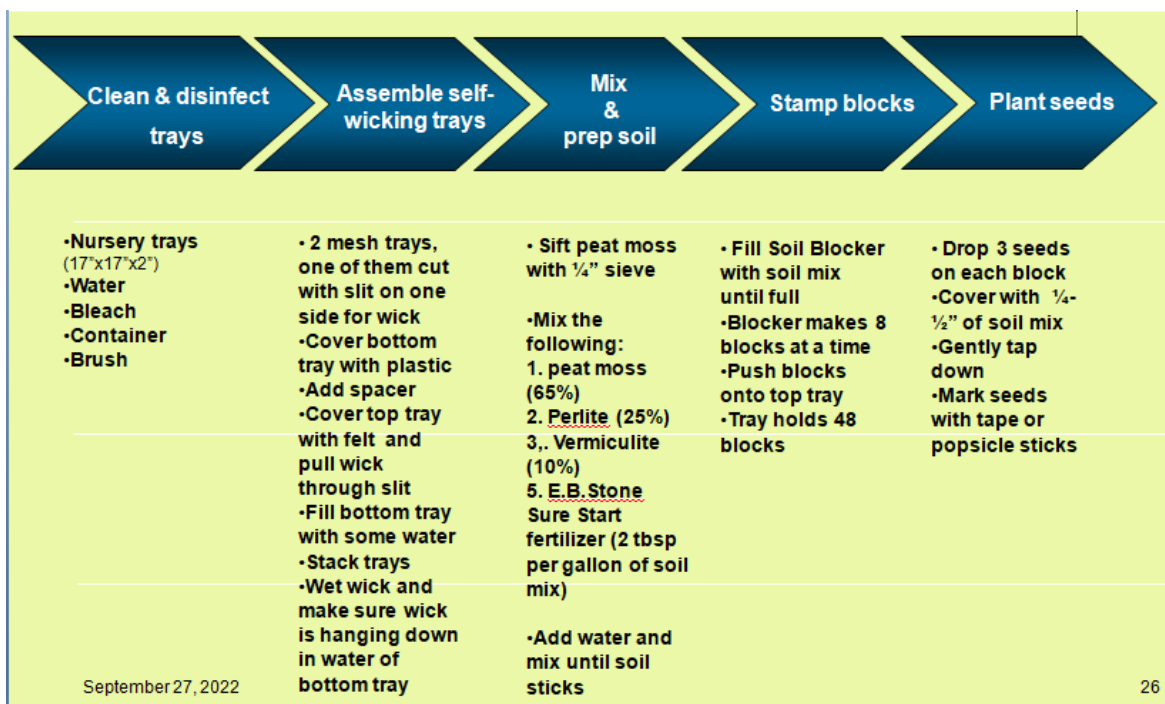 Clean & disinfect
trays
Assemble self-
wicking trays
Mix
&
prep soil
Stamp blocks
Plant seeds
•Nursery trays
(17”x17”x2”)
•Water
•Bleach
•Container
•Brush
• 2 mesh trays,
one of them cut
with slit on one
side for wick
•Cover bottom
tray with plastic
•Add spacer
•Cover top tray
with felt and
pull wick
through slit
•Fill bottom tray
with some water
•Stack trays
•Wet wick and
make sure wick
is hanging down
in water of
bottom tray
• Sift peat moss
with ¼” sieve
•Mix the
following:
1. peat moss
(65%)
2. Perlite (25%)
3,. Vermiculite
(10%)
5. E.B.Stone
Sure Start
fertilizer (2 tbsp
per gallon of soil
mix)
•Add water and
mix until soil
sticks
• Fill Soil Blocker
with soil mix
until full
•Blocker makes 8
blocks at a time
•Push blocks
onto top tray
•Tray holds 48
blocks
• Drop 3 seeds
on each block
•Cover with ¼-
½” of soil mix
•Gently tap
down
•Mark seeds
with tape or
popsicle sticks
September 27, 2022
26